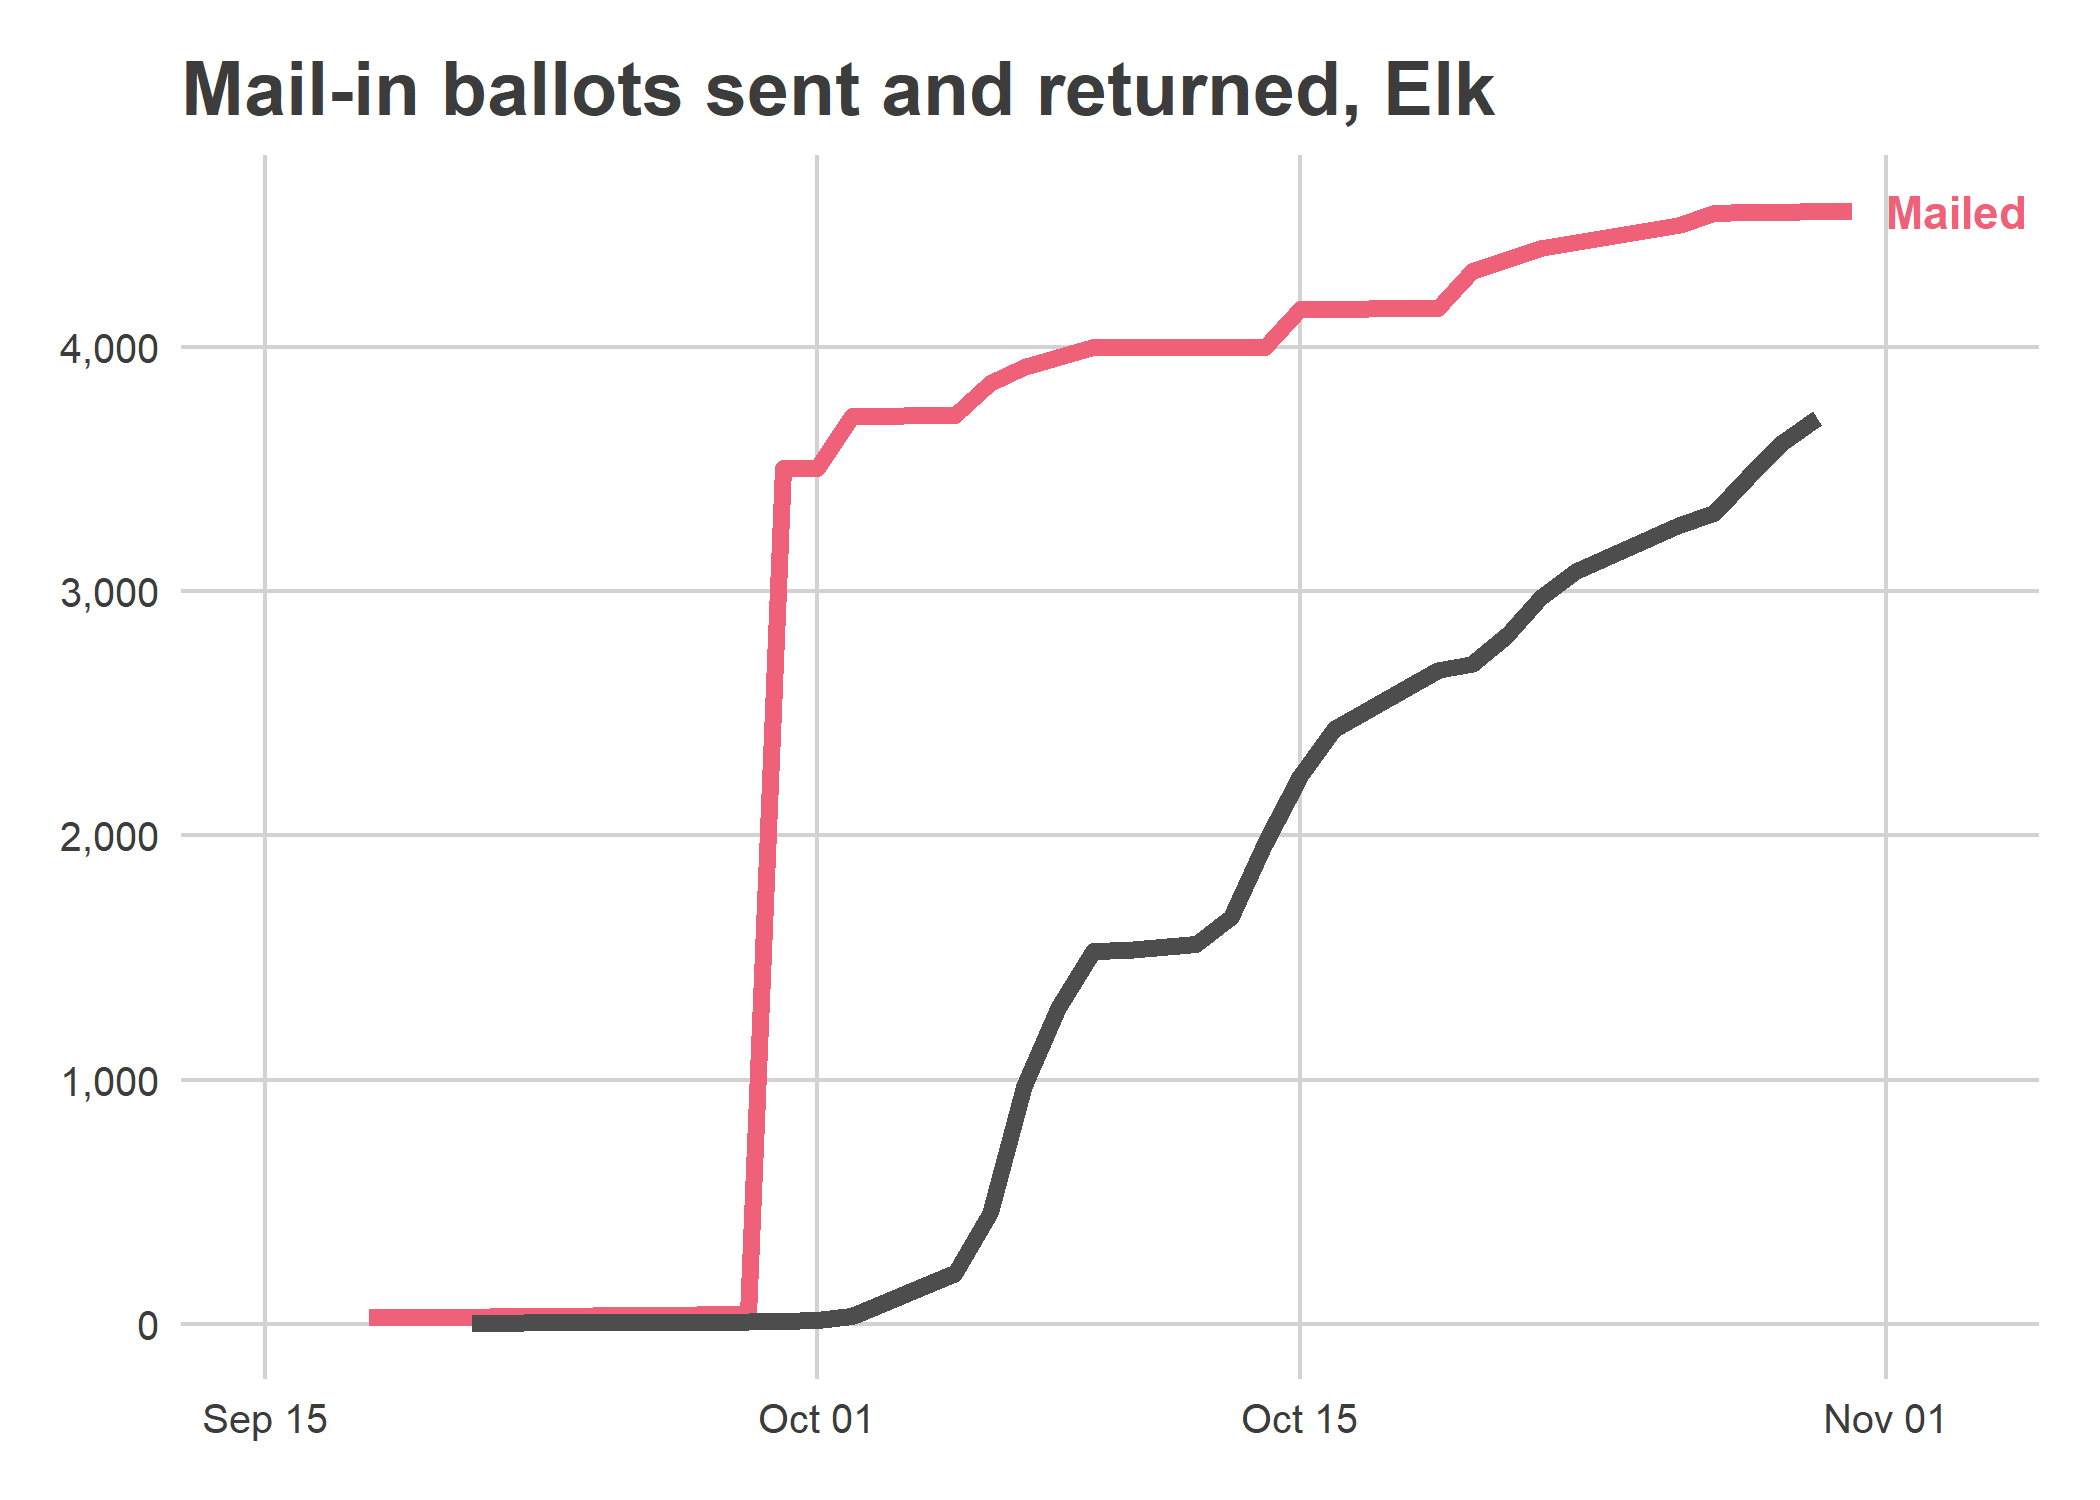 Mail-in ballots sent and returned, Elk
Mailed
4,000
3,000
2,000
1,000
0
Sep 15
Oct 01
Oct 15
Nov 01